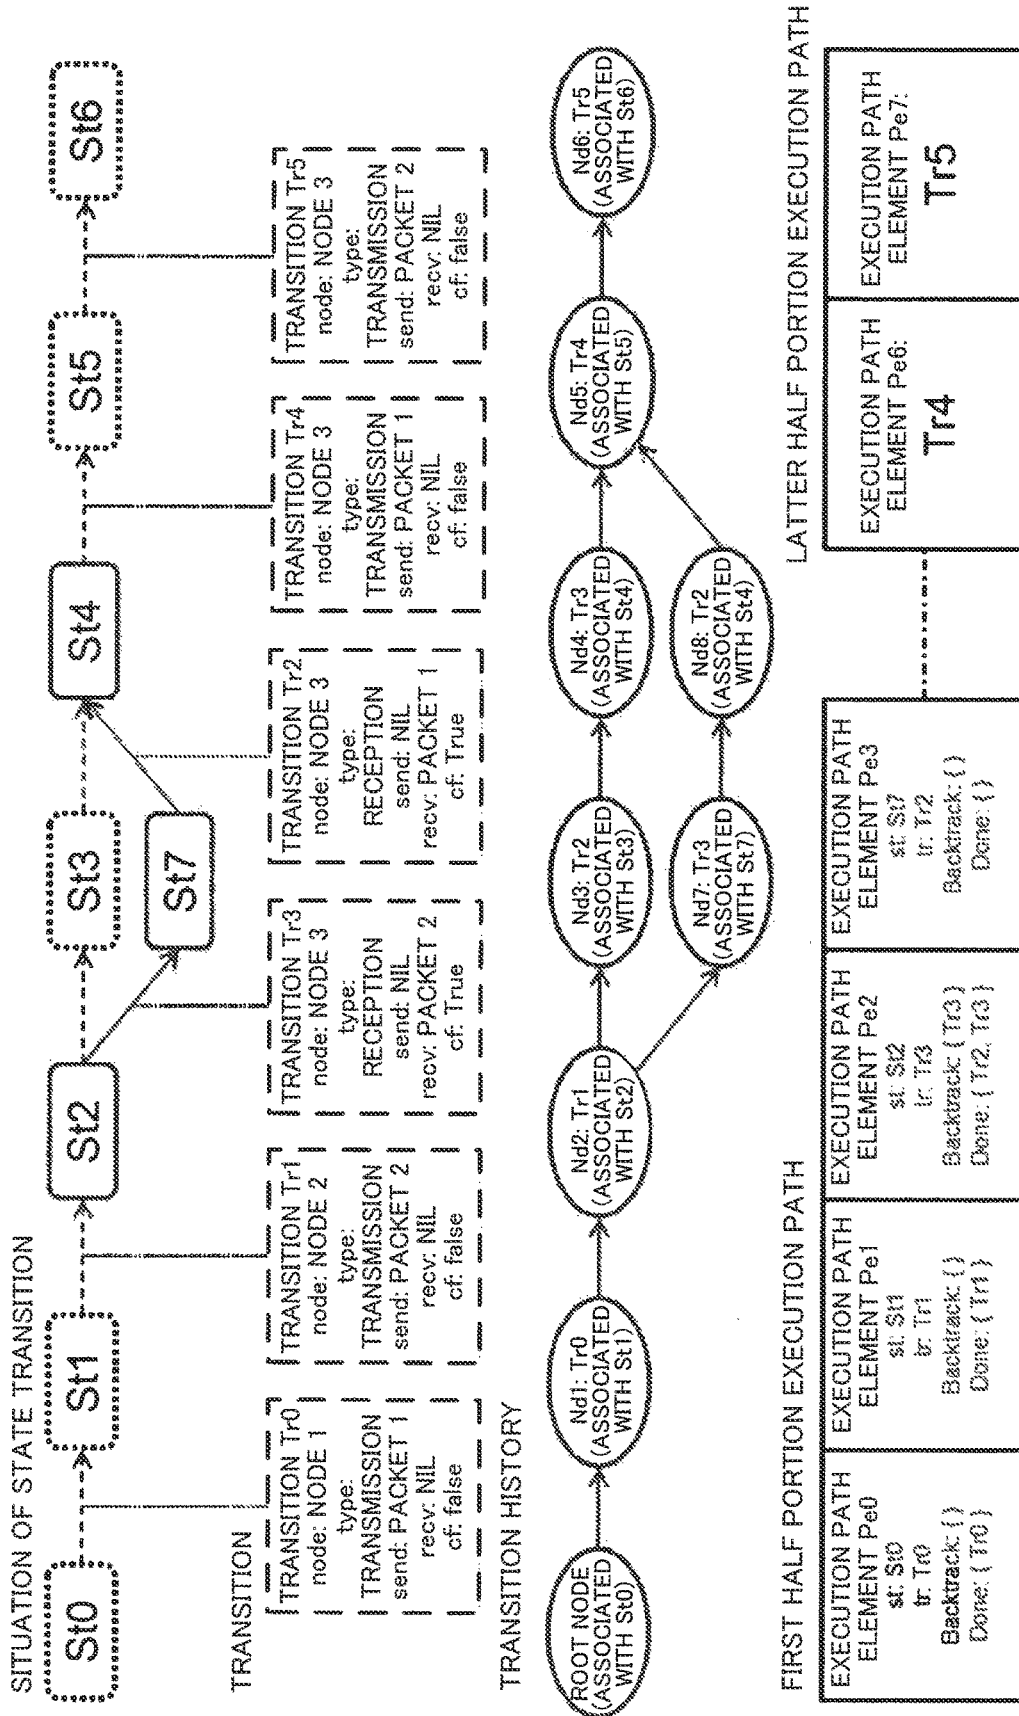 SITUATION OF STATE TRANSITION
St0
St1
St2
St3
St4
St5
St6
St7
TRANSITION
TRANSITION Tr0
node: NODE 1
type:
TRANSMISSION
send: PACKET 1
recv: NIL
cf: false
TRANSITION Tr1
node: NODE 2
type:
TRANSMISSION
send: PACKET 2
recv: NIL
cf: false
TRANSITION Tr3
node: NODE 3
type:
RECEPTION
send: NIL
recv: PACKET 2
cf: True
TRANSITION Tr2
node: NODE 3
type:
RECEPTION
send: NIL
recv: PACKET 1
cf: True
TRANSITION Tr4
node: NODE 3
type:
TRANSMISSION
send: PACKET 1
recv: NIL
cf: false
TRANSITION Tr5
node: NODE 3
type:
TRANSMISSION
send: PACKET 2
recv: NIL
cf: false
TRANSITION HISTORY
ROOT NODE
(ASSOCIATED
WITH St0)
Nd1: Tr0
(ASSOCIATED
WITH St1)
Nd2: Tr1
(ASSOCIATED
WITH St2)
Nd3: Tr2
(ASSOCIATED
WITH St3)
Nd4: Tr3
(ASSOCIATED
WITH St4)
Nd5: Tr4
(ASSOCIATED
WITH St5)
Nd6: Tr5
(ASSOCIATED
WITH St6)
Nd7: Tr3
(ASSOCIATED
WITH St7)
Nd8: Tr2
(ASSOCIATED
WITH St4)
FIRST HALF PORTION EXECUTION PATH
EXECUTION PATH
ELEMENT Pe0
st: St0
tr: Tr0
Backtrack: { }
Done: { Tr0 }
EXECUTION PATH
ELEMENT Pe1
st: St1
tr: Tr1
Backtrack: { }
Done: { Tr1 }
EXECUTION PATH
ELEMENT Pe2
st: St2
tr: Tr3
Backtrack: { Tr3 }
Done: { Tr2, Tr3 }
EXECUTION PATH
ELEMENT Pe3
st: St7
tr: Tr2
Backtrack: { }
Done: { }
LATTER HALF PORTION EXECUTION PATH
EXECUTION PATH
ELEMENT Pe6:
Tr4
EXECUTION PATH
ELEMENT Pe7:
Tr5